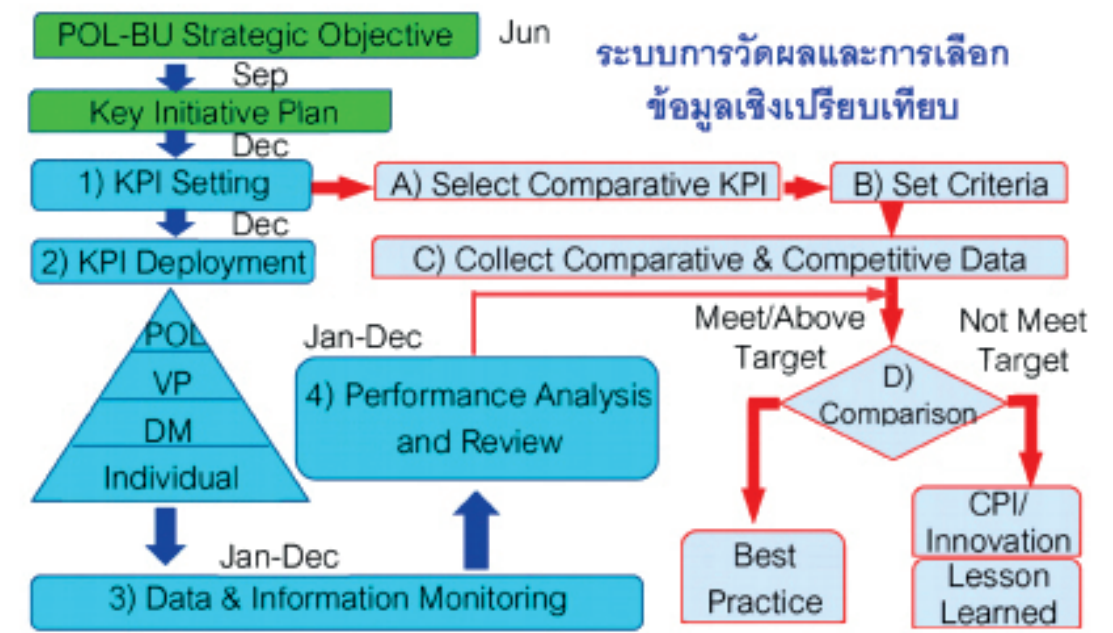 POL-BU Strategic Objective
Jun
ระบบการวัดผลและการเลือก
ข้อมูลเชิงเปรียบเทียบ
Sep
Key Initiative Plan
Dec
1) KPI Setting
A) Select Comparative KPI
B) Set Criteria
Dec
2) KPI Deployment
C) Collect Comparative & Competitive Data
POL
VP
DM
Individual
Jan-Dec
4) Performance Analysis
and Review
Meet/Above
Target
Not Meet
Target
D)
Comparison
Jan-Dec
3) Data & Information Monitoring
Best
Practice
CPI/
Innovation
Lesson
Learned